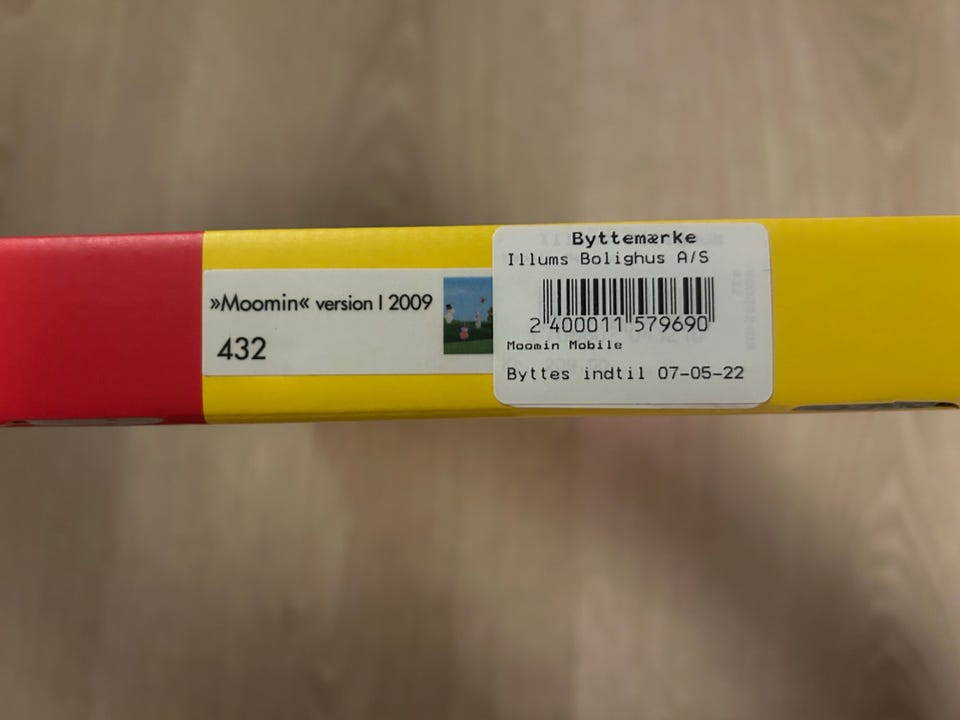 »Moomin« version I 2009
432
Byttemærke
Illums Bolighus A/S
2 400011 579690
Moomin Mobile
Byttes indtil 07-05-22